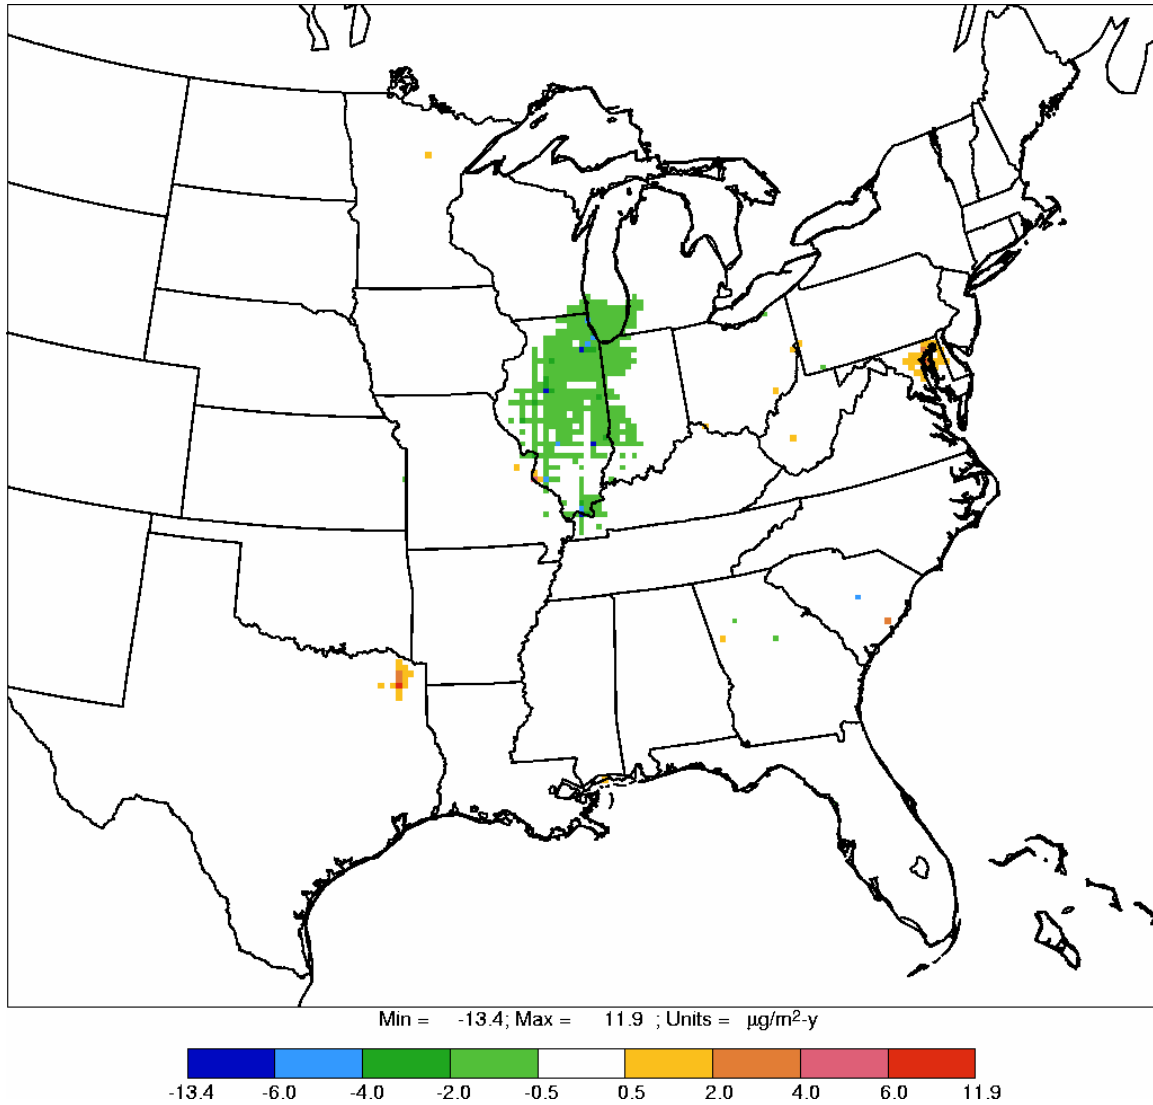 Min = -13.4; Max = 11.9 ; Units = μg/m²-y
-13.4 -6.0 -4.0 -2.0 -0.5 0.5 2.0 4.0 6.0 11.9